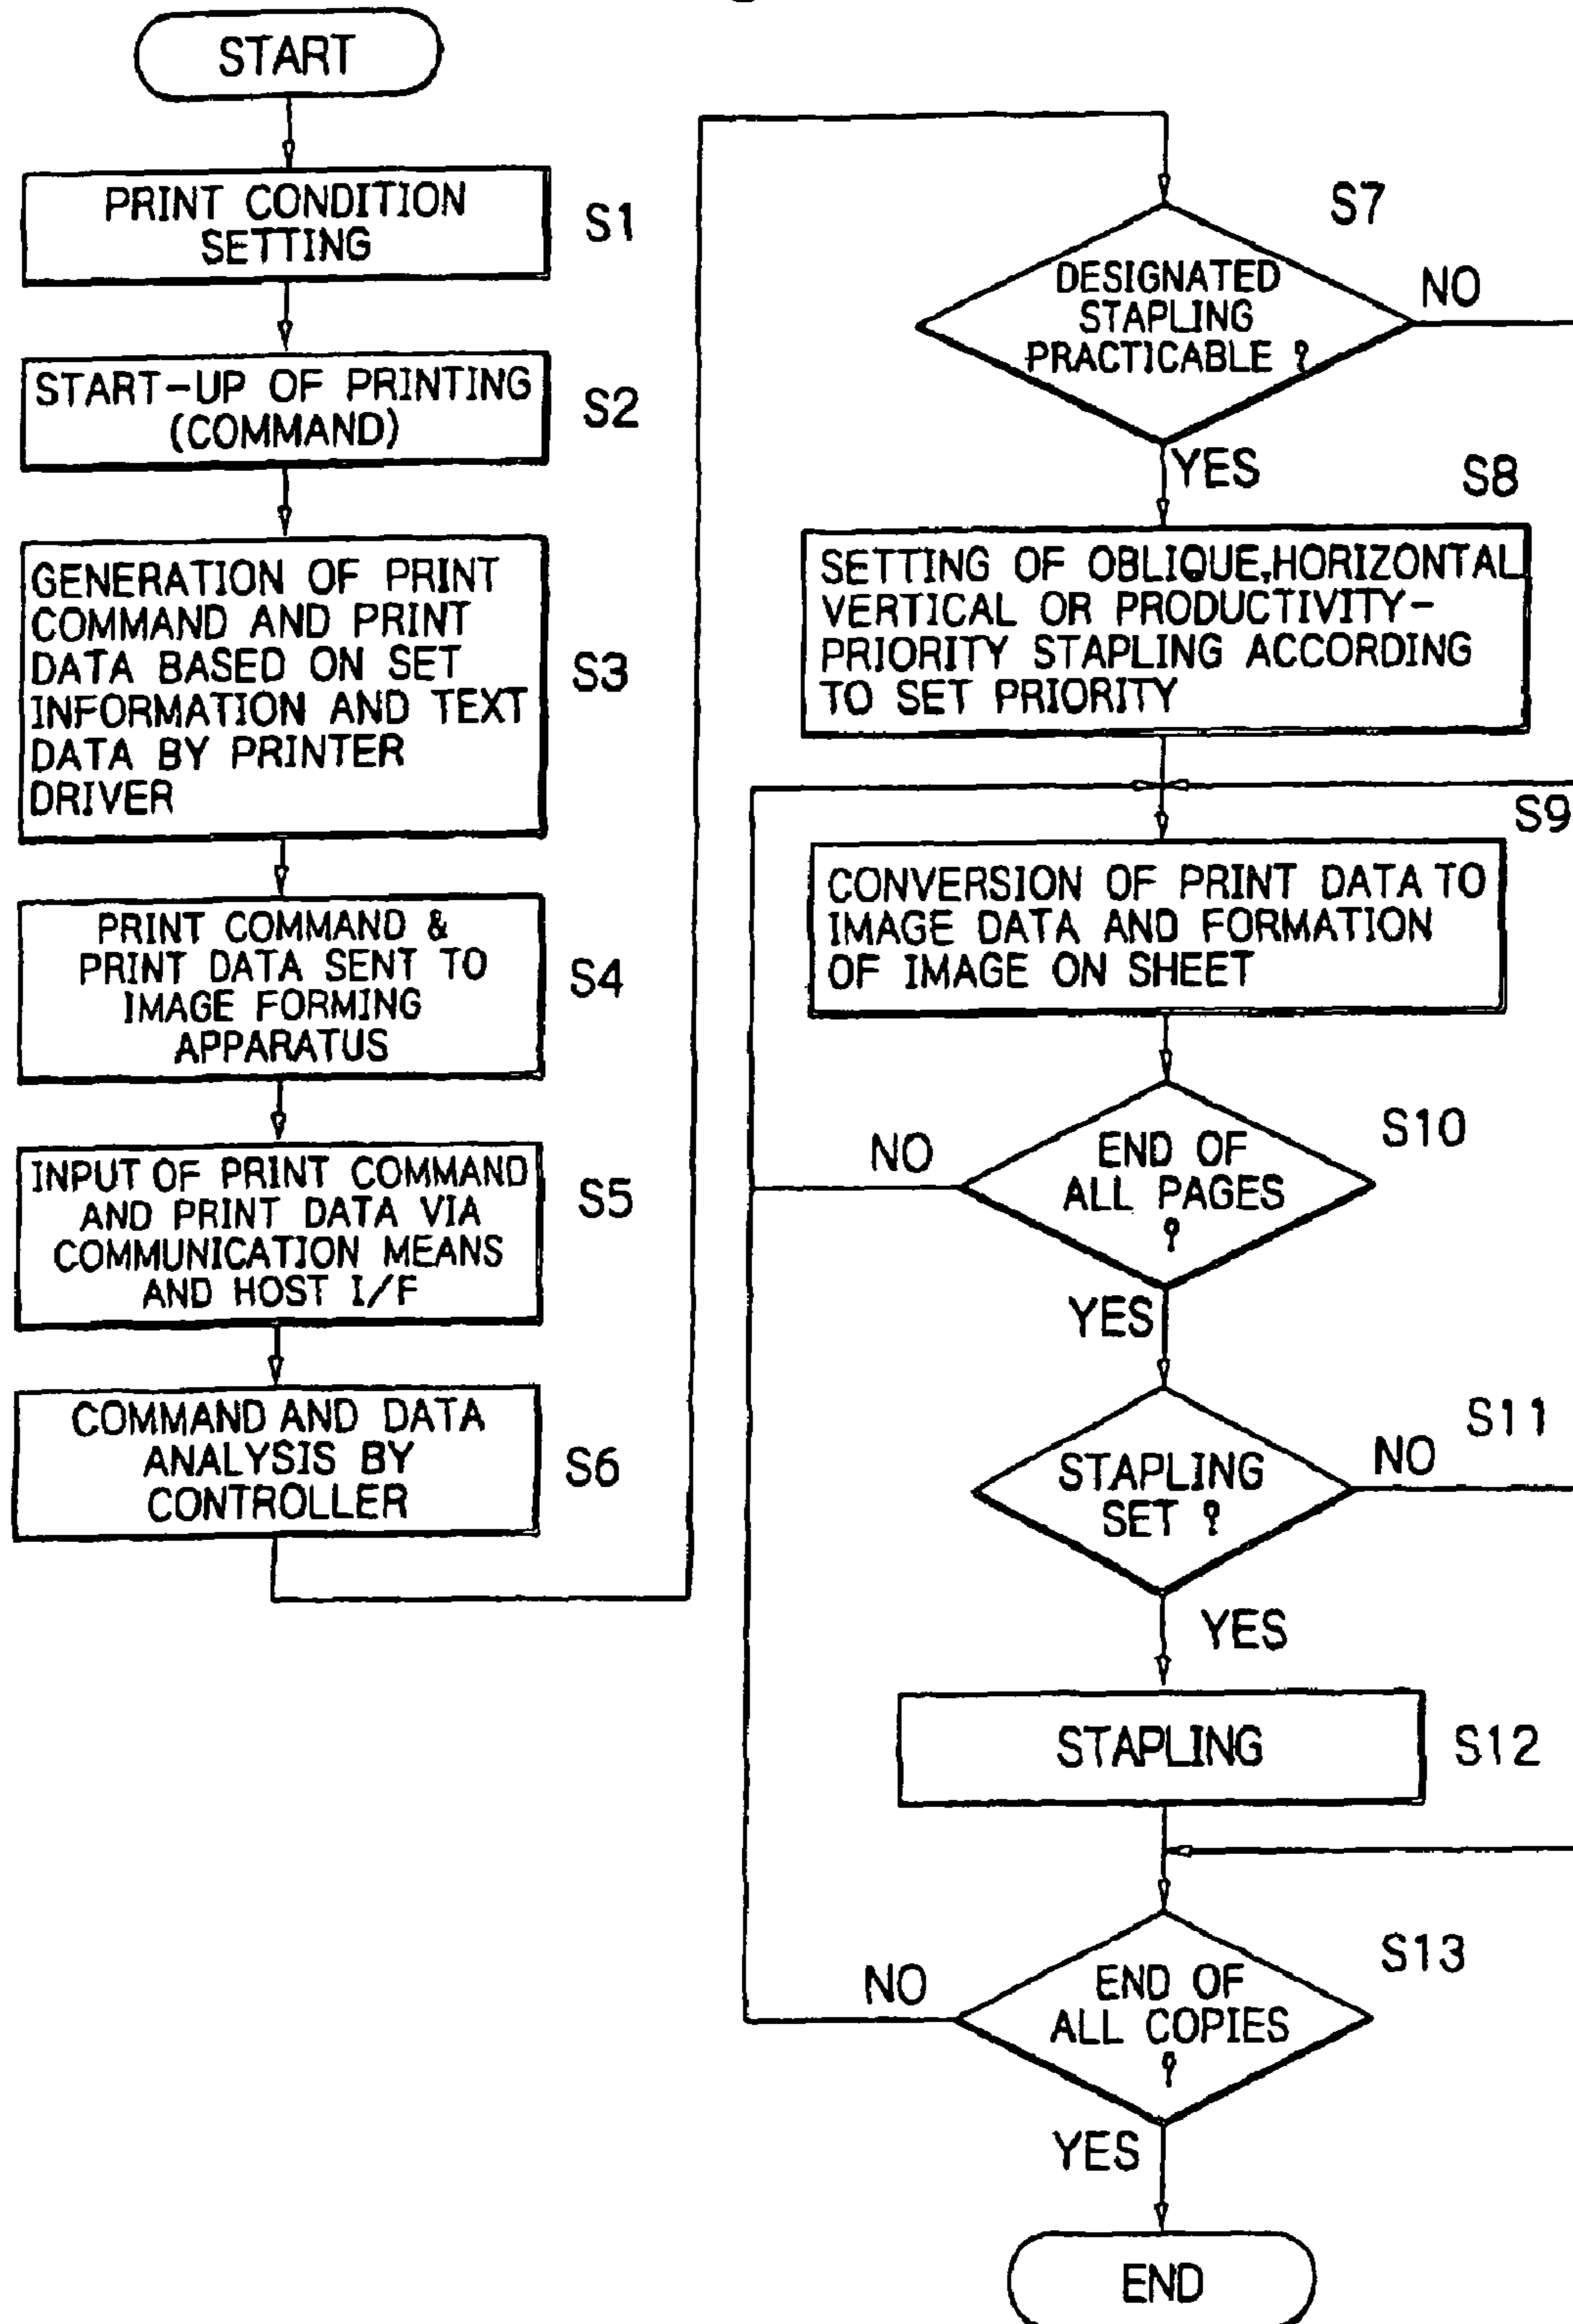 START
PRINT CONDITION
SETTING
S1
START-UP OF PRINTING
(COMMAND)
S2
GENERATION OF PRINT
COMMAND AND PRINT
DATA BASED ON SET
INFORMATION AND TEXT
DATA BY PRINTER
DRIVER
S3
PRINT COMMAND &
PRINT DATA SENT TO
IMAGE FORMING
APPARATUS
S4
INPUT OF PRINT COMMAND
AND PRINT DATA VIA
COMMUNICATION MEANS
AND HOST I/F
S5
COMMAND AND DATA
ANALYSIS BY
CONTROLLER
S6
S7
DESIGNATED
STAPLING
PRACTICABLE ?
NO
YES
S8
SETTING OF OBLIQUE,HORIZONTAL
VERTICAL OR PRODUCTIVITY-
PRIORITY STAPLING ACCORDING
TO SET PRIORITY
S9
CONVERSION OF PRINT DATA TO
IMAGE DATA AND FORMATION
OF IMAGE ON SHEET
S10
NO
END OF
ALL PAGES
?
YES
S11
STAPLING
SET ?
NO
YES
STAPLING
S12
S13
NO
END OF
ALL COPIES
?
YES
END